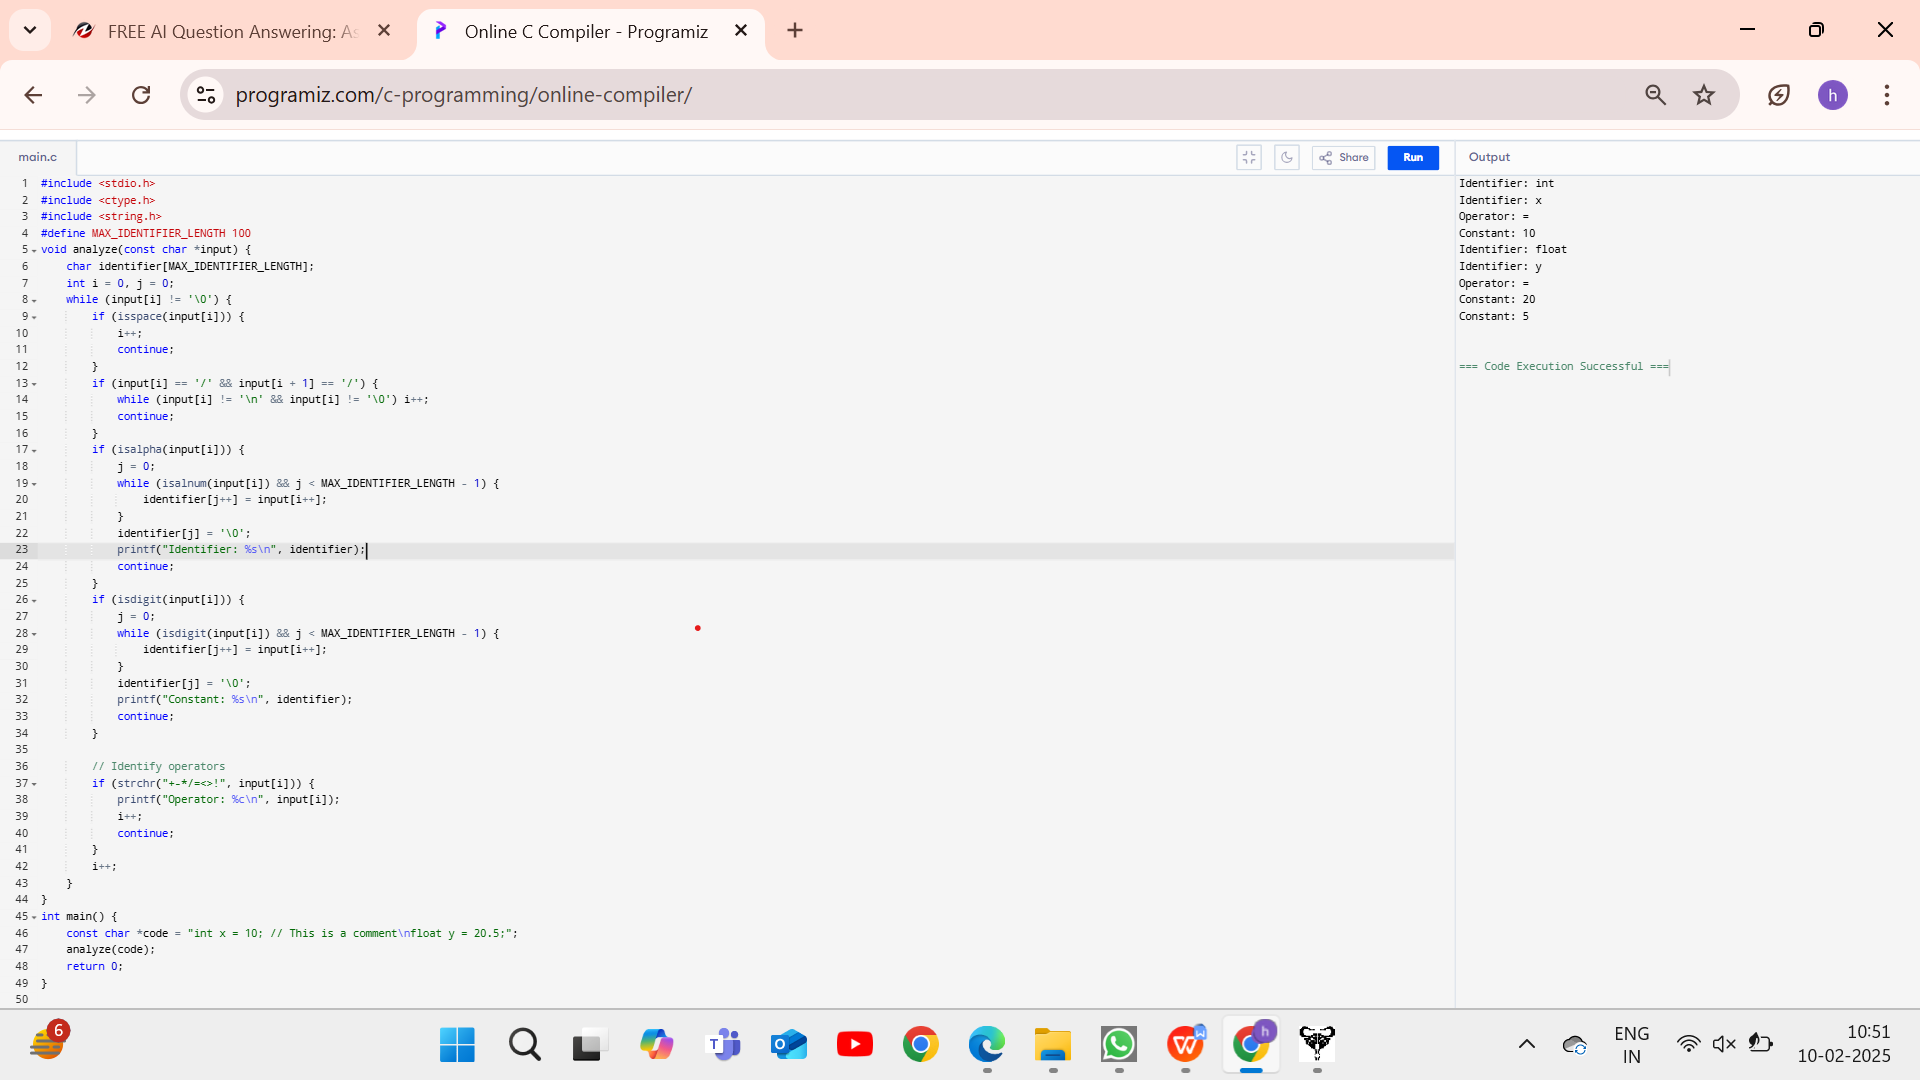 FREE AI Question Answering: As
Online C Compiler - Programiz
programiz.com/c-programming/online-compiler/
h
main.c
Share
Run
Output
1 #include <stdio.h>
2 #include <ctype.h>
3 #include <string.h>
4 #define MAX_IDENTIFIER_LENGTH 100
5 void analyze(const char *input) {
6 char identifier[MAX_IDENTIFIER_LENGTH];
7 int i = 0, j = 0;
8 while (input[i] != '\0') {
9 if (isspace(input[i])) {
10 i++;
11 continue;
12 }
13 if (input[i] == '/' && input[i + 1] == '/') {
14 while (input[i] != '\n' && input[i] != '\0') i++;
15 continue;
16 }
17 if (isalpha(input[i])) {
18 j = 0;
19 while (isalnum(input[i]) && j < MAX_IDENTIFIER_LENGTH - 1) {
20 identifier[j++] = input[i++];
21 }
22 identifier[j] = '\0';
23 printf("Identifier: %s\n", identifier);
24 continue;
25 }
26 if (isdigit(input[i])) {
27 j = 0;
28 while (isdigit(input[i]) && j < MAX_IDENTIFIER_LENGTH - 1) {
29 identifier[j++] = input[i++];
30 }
31 identifier[j] = '\0';
32 printf("Constant: %s\n", identifier);
33 continue;
34 }
35
36 // Identify operators
37 if (strchr("+-*/=<>!", input[i])) {
38 printf("Operator: %c\n", input[i]);
39 i++;
40 continue;
41 }
42 i++;
43 }
44 }
45 int main() {
46 const char *code = "int x = 10; // This is a comment\nfloat y = 20.5;";
47 analyze(code);
48 return 0;
49 }
50
Identifier: int
Identifier: x
Operator: =
Constant: 10
Identifier: float
Identifier: y
Operator: =
Constant: 20
Constant: 5
=== Code Execution Successful ===
6
h
ENG
IN
10:51
10-02-2025